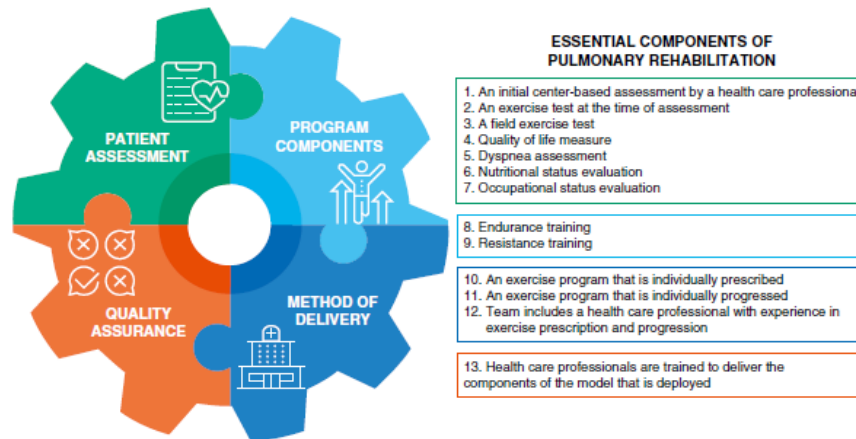 PATIENT
ASSESSMENT
PROGRAM
COMPONENTS
QUALITY
ASSURANCE
METHOD OF
DELIVERY
ESSENTIAL COMPONENTS OF
PULMONARY REHABILITATION
1. An initial center-based assessment by a health care professional
2. An exercise test at the time of assessment
3. A field exercise test
4. Quality of life measure
5. Dyspnea assessment
6. Nutritional status evaluation
7. Occupational status evaluation
8. Endurance training
9. Resistance training
10. An exercise program that is individually prescribed
11. An exercise program that is individually progressed
12. Team includes a health care professional with experience in
exercise prescription and progression
13. Health care professionals are trained to deliver the
components of the model that is deployed